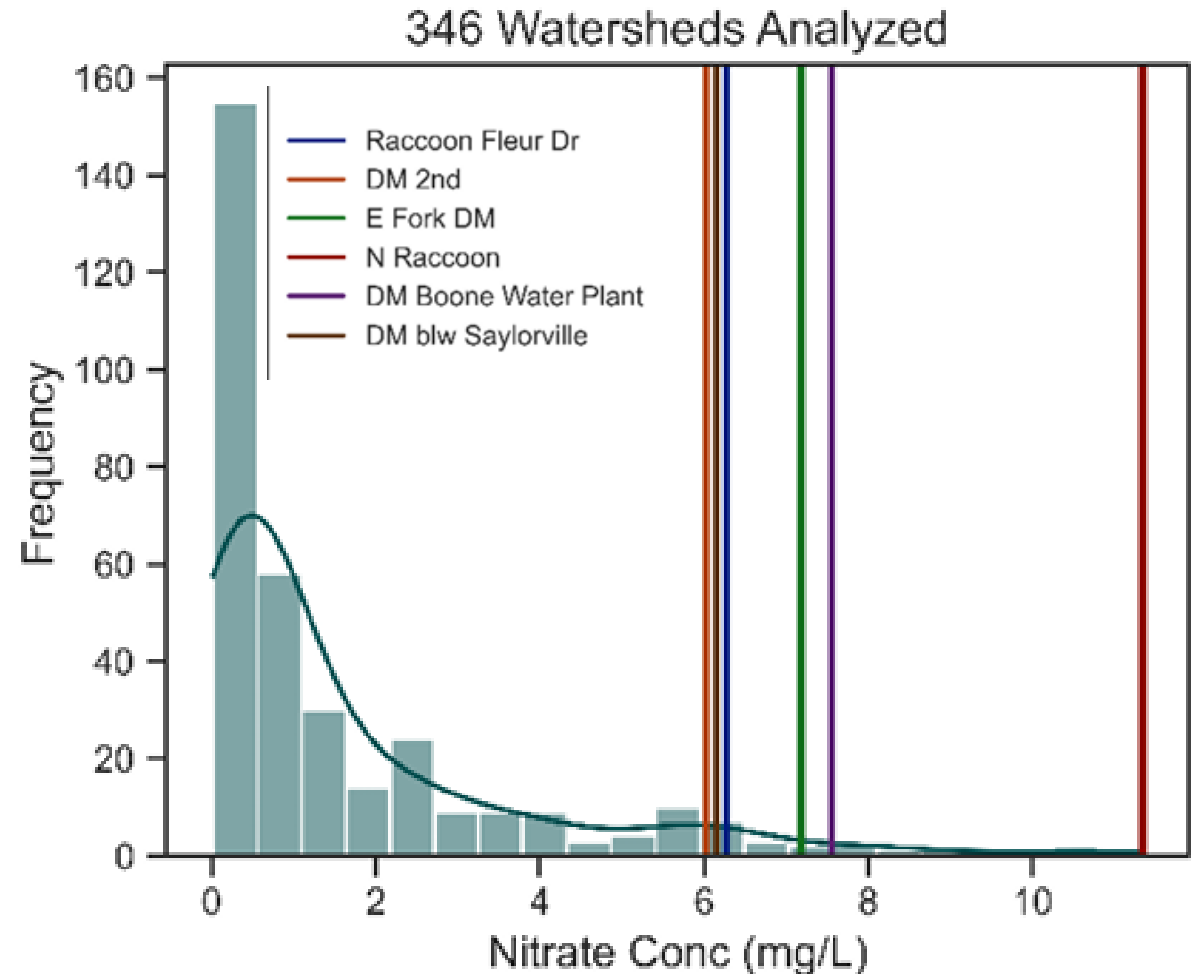 346 Watersheds Analyzed
160
140
120
100
80
60
40
20
0
Frequency
Raccoon Fleur Dr
DM 2nd
E Fork DM
N Raccoon
DM Boone Water Plant
DM blw Saylorville
0 2 4 6 8 10
Nitrate Conc (mg/L)